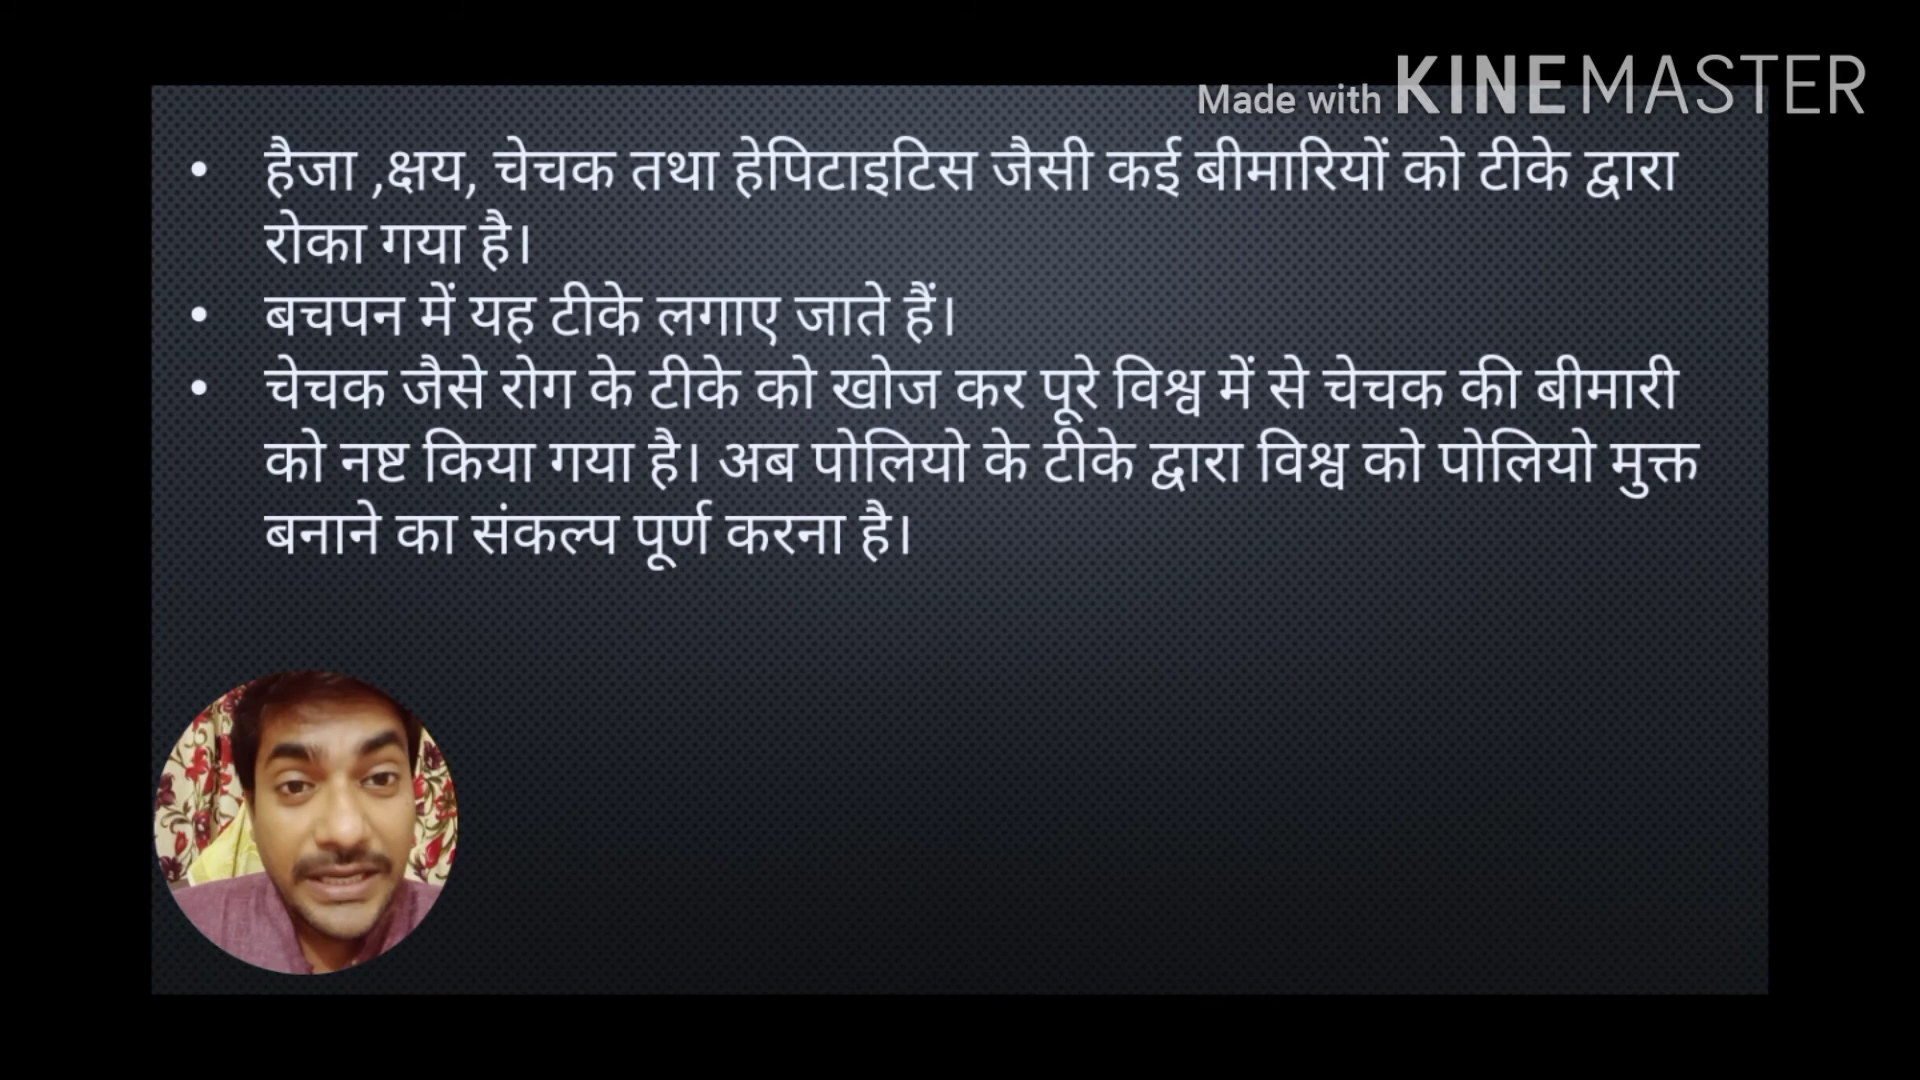 Made with KINEMASTER
• हैजा ,क्षय, चेचक तथा हेपिटाइटिस जैसी कई बीमारियों को टीके द्वारा
रोका गया है।
• बचपन में यह टीके लगाए जाते हैं।
• चेचक जैसे रोग के टीके को खोज कर पूरे विश्व में से चेचक की बीमारी
को नष्ट किया गया है। अब पोलियो के टीके द्वारा विश्व को पोलियो मुक्त
बनाने का संकल्प पूर्ण करना है।